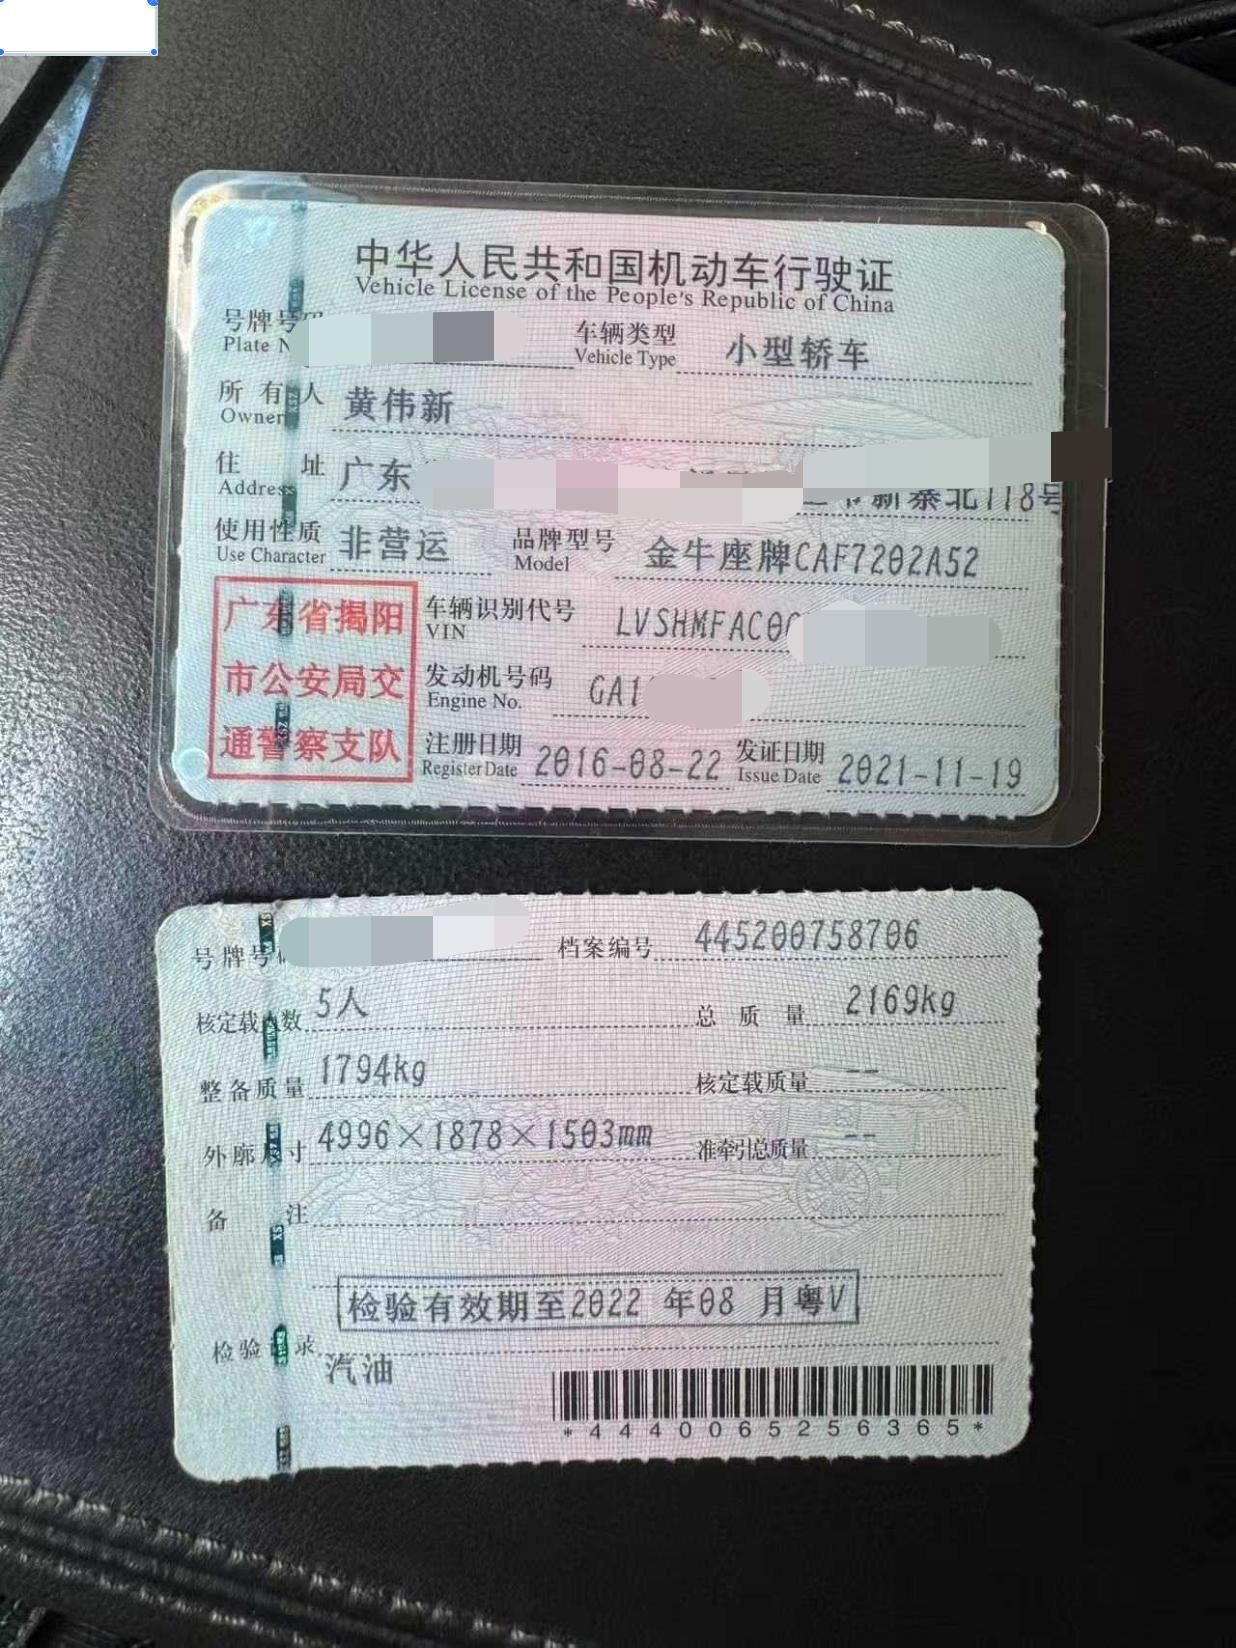 中华人民共和国机动车行驶证
Vehicle License of the People's Republic of China
号牌号码
Plate N
车辆类型 小型轿车
Vehicle Type
所有人 黄伟新
Owner
住址 广东 新寨北118号
Address
使用性质 非营运 品牌型号 金牛座牌CAF7202A52
Use Character Model
广东省揭阳
市公安局交
通警察支队
车辆识别代号 LVSHMFAC0
VIN
发动机号码 GA1
Engine No.
注册日期 2016-08-22 发证日期 2021-11-19
Register Date Issue Date
号牌号 档案编号 445200758706
核定载人数 5人 总质量 2169kg
整备质量 1794kg 核定载质量 --
外廓尺寸 4996×1878×1503mm 准牵引总质量 --
备注
检验有效期至2022 年08 月粤V
检验记录
汽油
*4440065256365*